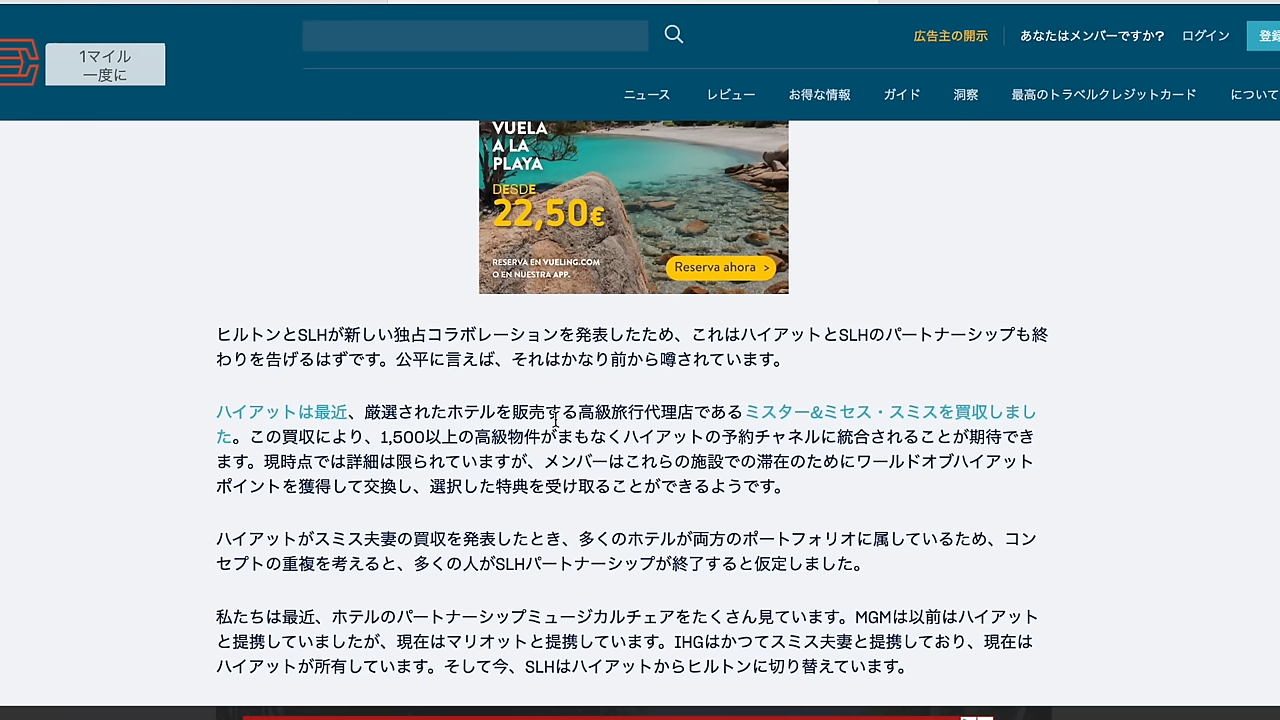 1マイル
一度に
広告主の開示
あなたはメンバーですか?
ログイン
登録
ニュース
レビュー
お得な情報
ガイド
洞察
最高のトラベルクレジットカード
について
VUELA
A LA
PLAYA
DESDE
22,50€
RESERVA EN VUELING.COM
O EN NUESTRA APP.
Reserva ahora >
ヒルトンとSLHが新しい独占コラボレーションを発表したため、これはハイアットとSLHのパートナーシップも終
わりを告げるはずです。公平に言えば、それはかなり前から噂されています。
ハイアットは最近、厳選されたホテルを販売する高級旅行代理店であるミスター&ミセス・スミスを買収しまし
た。この買収により、1,500以上の高級物件がまもなくハイアットの予約チャネルに統合されることが期待でき
ます。現時点では詳細は限られていますが、メンバーはこれらの施設での滞在のためにワールドオブハイアット
ポイントを獲得して交換し、選択した特典を受け取ることができるようです。
ハイアットがスミス夫妻の買収を発表したとき、多くのホテルが両方のポートフォリオに属しているため、コン
セプトの重複を考えると、多くの人がSLHパートナーシップが終了すると仮定しました。
私たちは最近、ホテルのパートナーシップミュージカルチェアをたくさん見ています。MGMは以前はハイアット
と提携していましたが、現在はマリオットと提携しています。IHGはかつてスミス夫妻と提携しており、現在は
ハイアットが所有しています。そして今、SLHはハイアットからヒルトンに切り替えています。